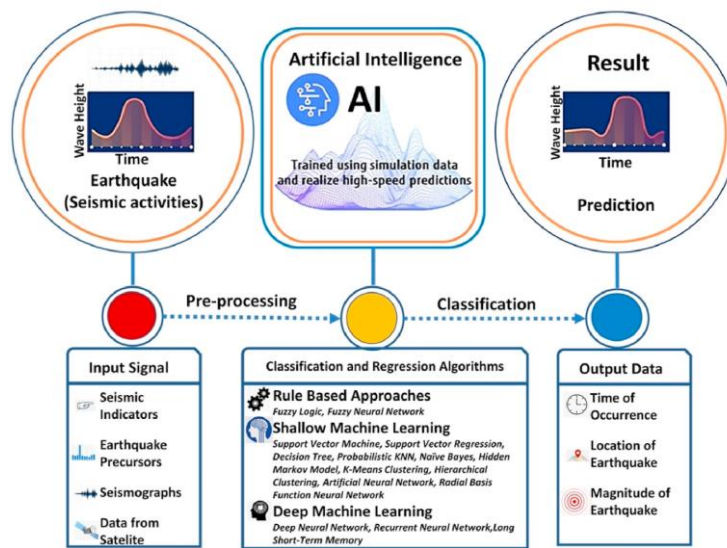 Wave Height
Time
Earthquake
(Seismic activities)
Artificial Intelligence
AI
Trained using simulation data
and realize high-speed predictions
Result
Wave Height
Time
Prediction
Pre-processing
Classification
Input Signal
Seismic
Indicators
Earthquake
Precursors
Seismographs
Data from
Satelite
Classification and Regression Algorithms
Rule Based Approaches
Fuzzy Logic, Fuzzy Neural Network
Shallow Machine Learning
Support Vector Machine, Support Vector Regression,
Decision Tree, Probabilistic KNN, Naïve Bayes, Hidden
Markov Model, K-Means Clustering, Hierarchical
Clustering, Artificial Neural Network, Radial Basis
Function Neural Network
Deep Machine Learning
Deep Neural Network, Recurrent Neural Network,Long
Short-Term Memory
Output Data
Time of
Occurrence
Location of
Earthquake
Magnitude of
Earthquake